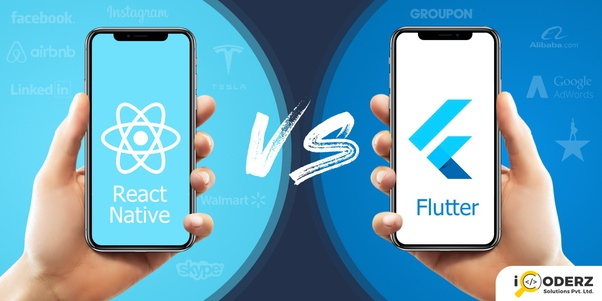 facebook
Instagram
airbnb
TESLA
Linked in
Walmart
skype
React
Native
VS
GROUPON
Alibaba.com
Google
AdWords
Flutter
iCODERZ
Solutions Pvt. Ltd.